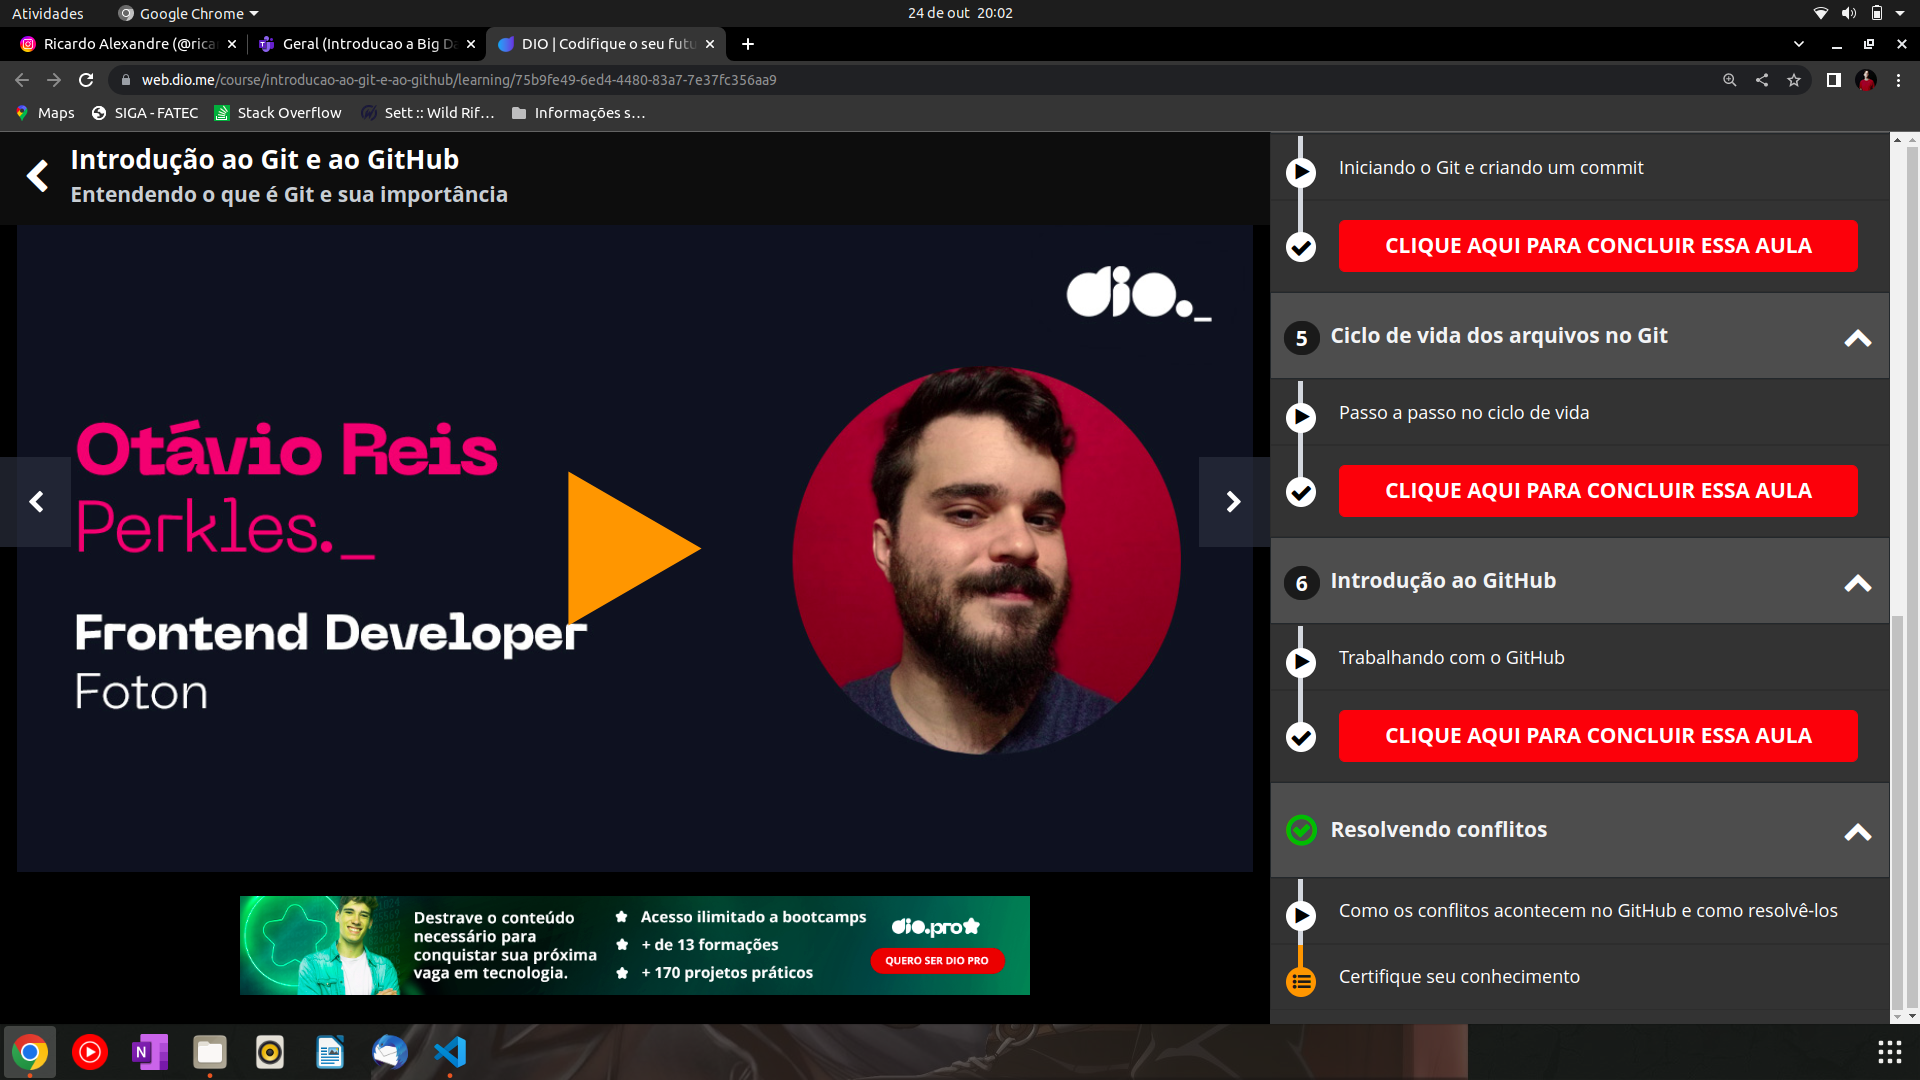 Atividades
Google Chrome
24 de out 20:02
Ricardo Alexandre (@rica
Geral (Introducao a Big Da
DIO | Codifique o seu futu
web.dio.me/course/introducao-ao-git-e-ao-github/learning/75b9fe49-6ed4-4480-83a7-7e37fc356aa9
Maps
SIGA - FATEC
Stack Overflow
Sett :: Wild Rif...
Informações s...
Introdução ao Git e ao GitHub
Entendendo o que é Git e sua importância
dio._
Otávio Reis
Perkles._
Frontend Developer
Foton
Destrave o conteúdo
necessário para
conquistar sua próxima
vaga em tecnologia.
Acesso ilimitado a bootcamps
+ de 13 formações
+ 170 projetos práticos
dio.pro
QUERO SER DIO PRO
Iniciando o Git e criando um commit
CLIQUE AQUI PARA CONCLUIR ESSA AULA
5 Ciclo de vida dos arquivos no Git
Passo a passo no ciclo de vida
CLIQUE AQUI PARA CONCLUIR ESSA AULA
6 Introdução ao GitHub
Trabalhando com o GitHub
CLIQUE AQUI PARA CONCLUIR ESSA AULA
Resolvendo conflitos
Como os conflitos acontecem no GitHub e como resolvê-los
Certifique seu conhecimento
N